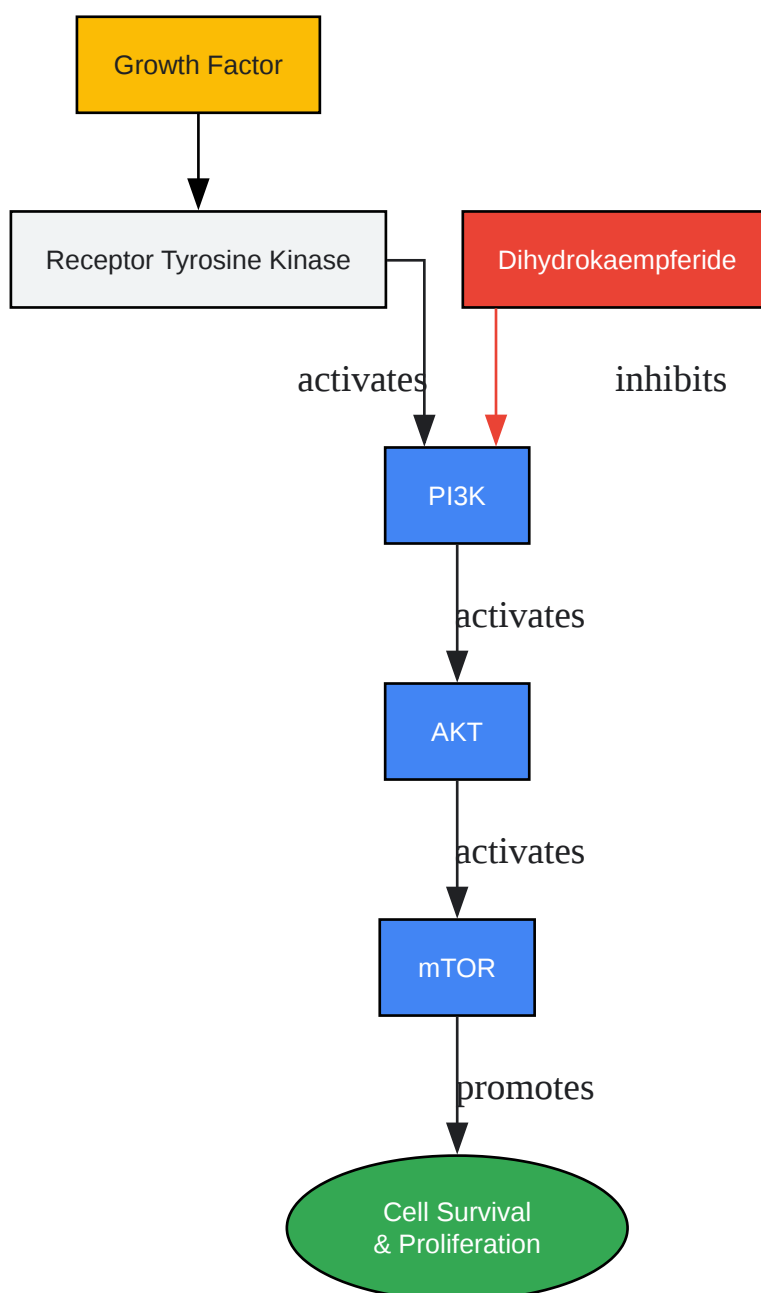 Growth Factor
Receptor Tyrosine Kinase
Dihydrokaempferide
activates
inhibits
PI3K
activates
AKT
activates
mTOR
promotes
Cell Survival
& Proliferation